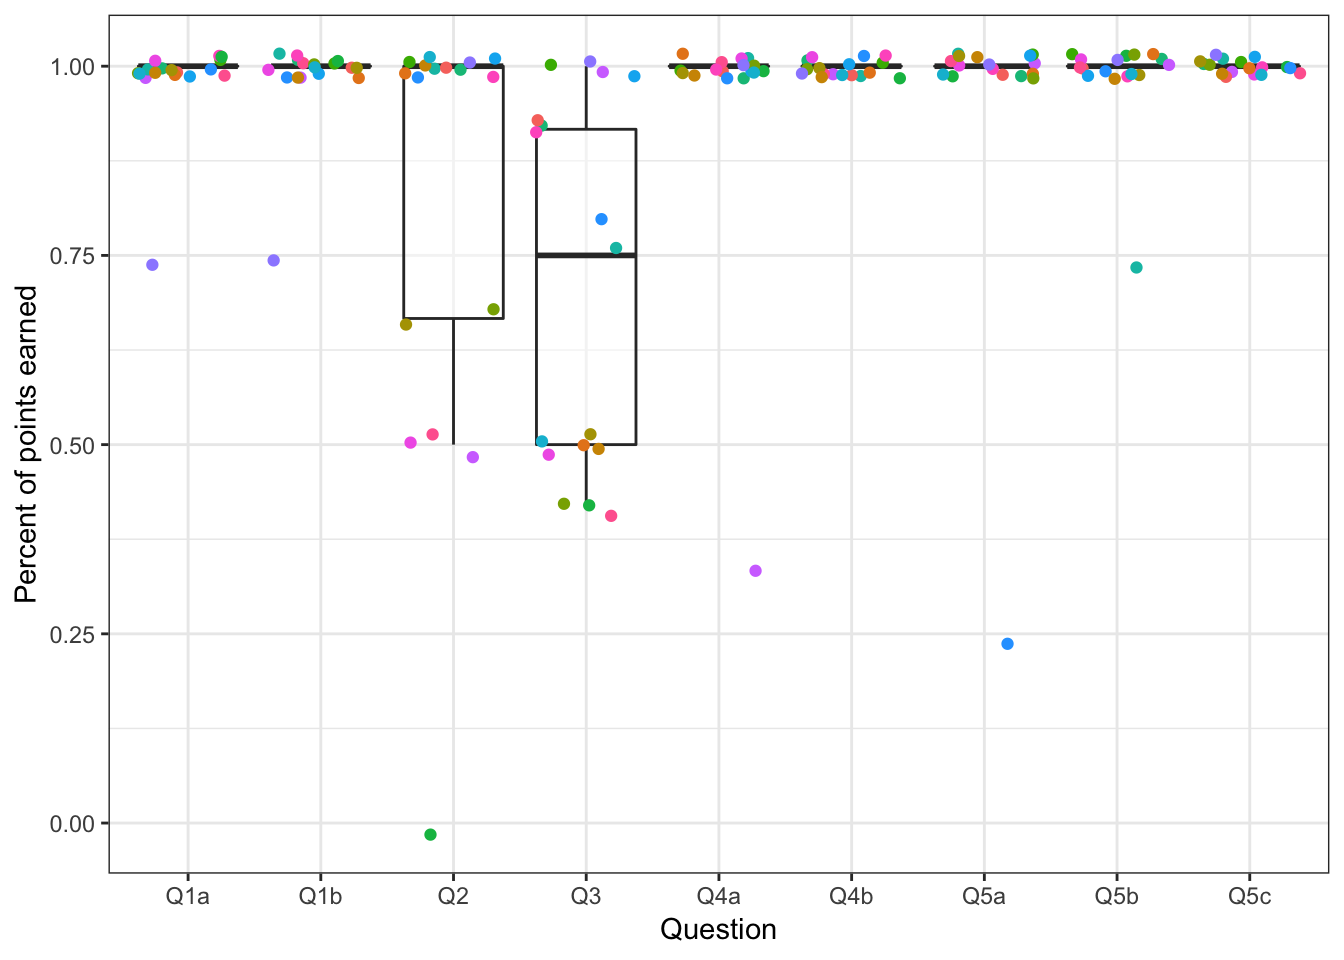 Percent of points earned
1.00
0.75
0.50
0.25
0.00
Q1a Q1b Q2 Q3 Q4a Q4b Q5a Q5b Q5c
Question